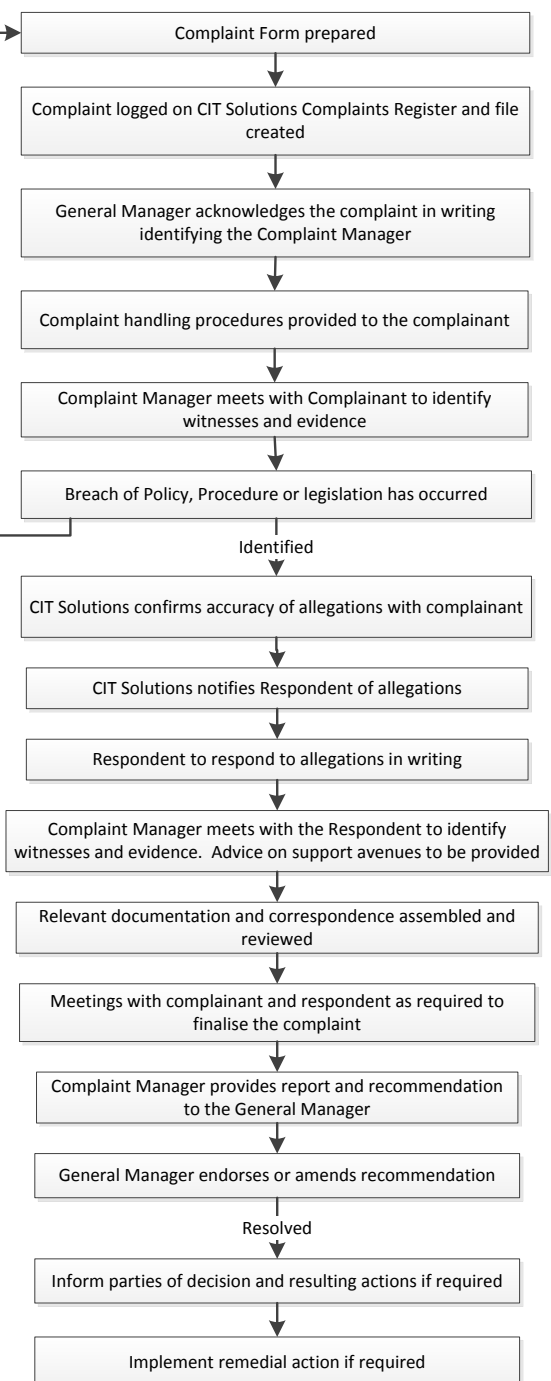 Complaint Form prepared
Complaint logged on CIT Solutions Complaints Register and file
created
General Manager acknowledges the complaint in writing
identifying the Complaint Manager
Complaint handling procedures provided to the complainant
Complaint Manager meets with Complainant to identify
witnesses and evidence
Breach of Policy, Procedure or legislation has occurred
Identified
CIT Solutions confirms accuracy of allegations with complainant
CIT Solutions notifies Respondent of allegations
Respondent to respond to allegations in writing
Complaint Manager meets with the Respondent to identify
witnesses and evidence.  Advice on support avenues to be provided
Relevant documentation and correspondence assembled and
reviewed
Meetings with complainant and respondent as required to
finalise the complaint
Complaint Manager provides report and recommendation
to the General Manager
General Manager endorses or amends recommendation
Resolved
Inform parties of decision and resulting actions if required
Implement remedial action if required